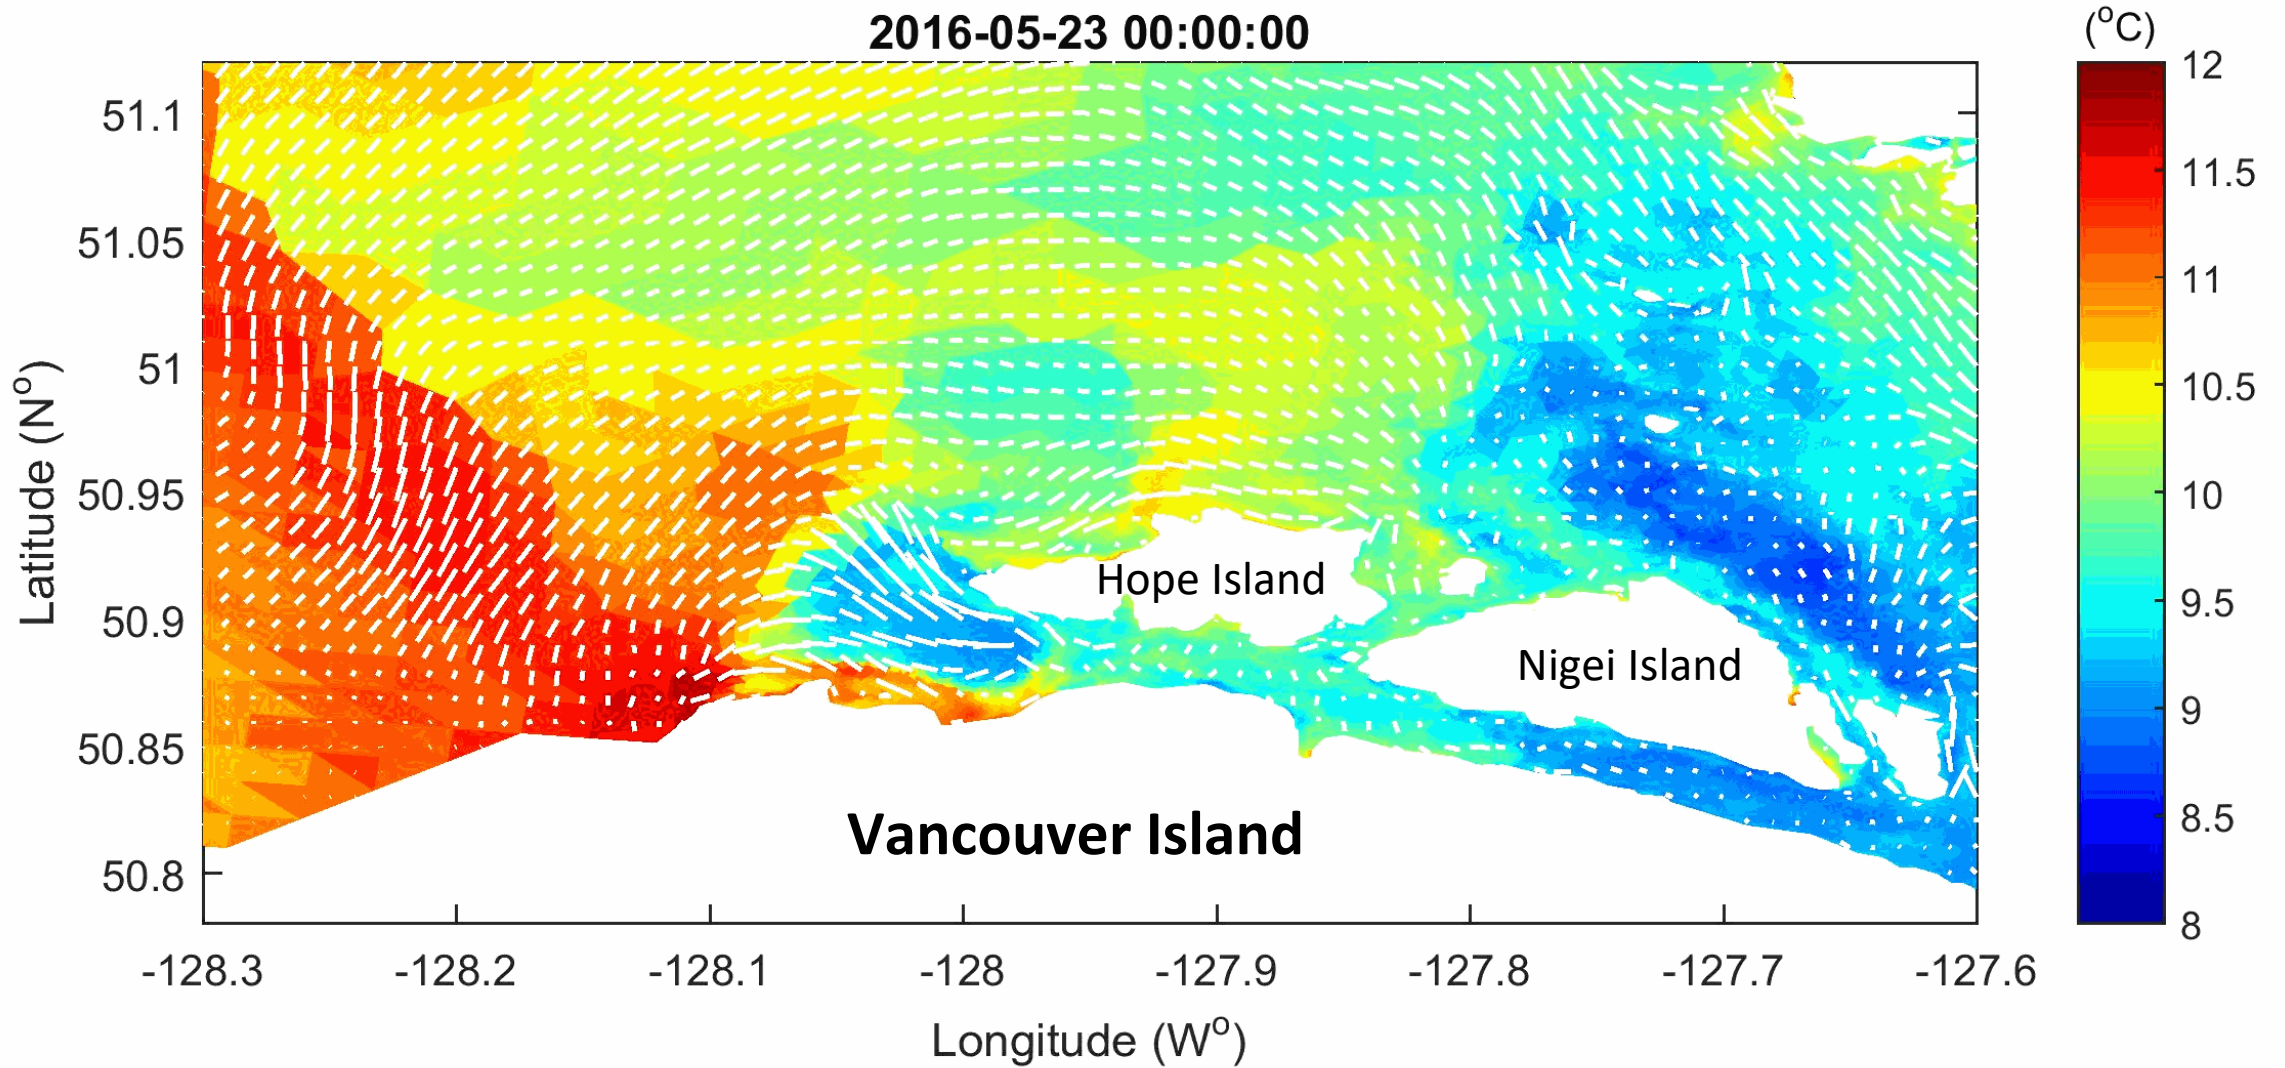 2016-05-23 00:00:00
(°C)
12
11.5
11
10.5
10
9.5
9
8.5
8
51.1
51.05
51
50.95
50.9
50.85
50.8
Latitude (N°)
Hope Island
Nigei Island
Vancouver Island
-128.3 -128.2 -128.1 -128 -127.9 -127.8 -127.7 -127.6
Longitude (W°)